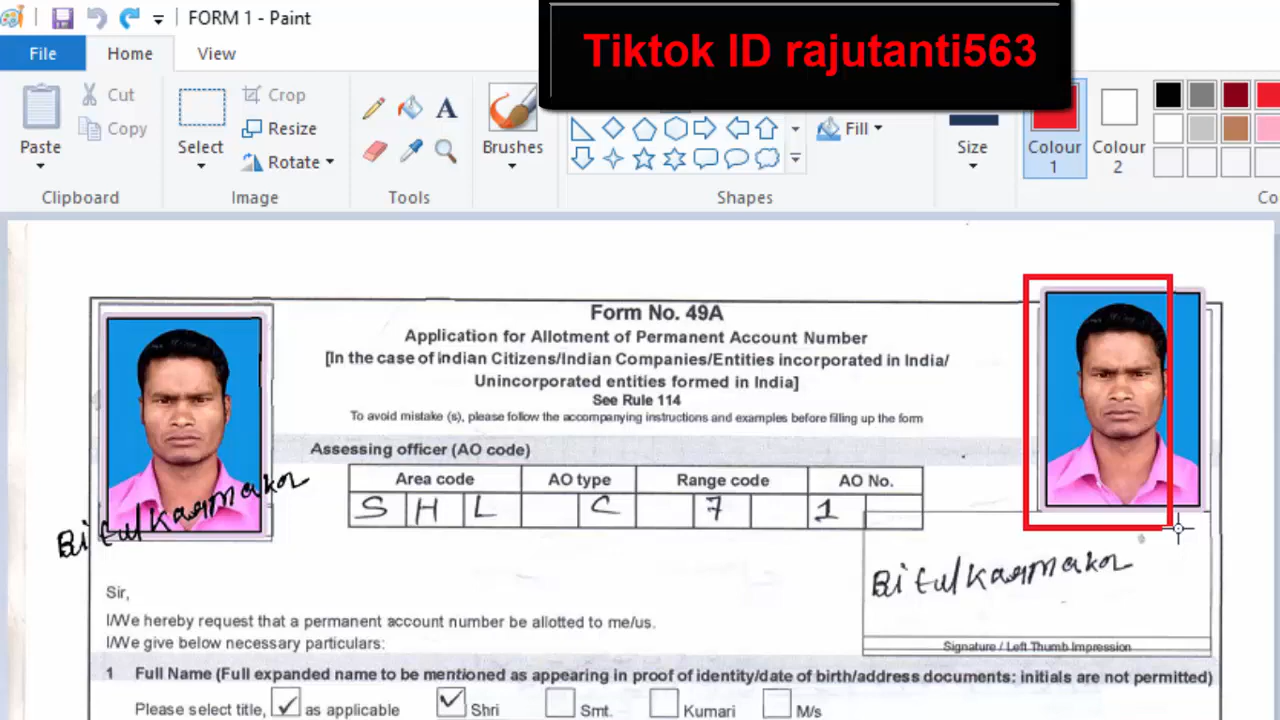 FORM 1 - Paint
Tiktok ID rajutanti563
File Home View
Paste Cut Copy
Clipboard
Select Crop Resize Rotate
Image
A
Tools
Brushes
Fill
Shapes
Size
Colour 1
Colour 2
Co
Form No. 49A
Application for Allotment of Permanent Account Number
[In the case of Indian Citizens/Indian Companies/Entities incorporated in India/
Unincorporated entities formed in India]
See Rule 114
To avoid mistake (s), please follow the accompanying instructions and examples before filling up the form
Assessing officer (AO code)
Area code AO type Range code AO No.
S H L C 7 1
Bitul Karmakar
Bitul Karmakar
Signature / Left Thumb Impression
Sir,
I/We hereby request that a permanent account number be allotted to me/us.
I/We give below necessary particulars:
1 Full Name (Full expanded name to be mentioned as appearing in proof of identity/date of birth/address documents: initials are not permitted)
Please select title, ✓ as applicable ✓ Shri Smt. Kumari M/s